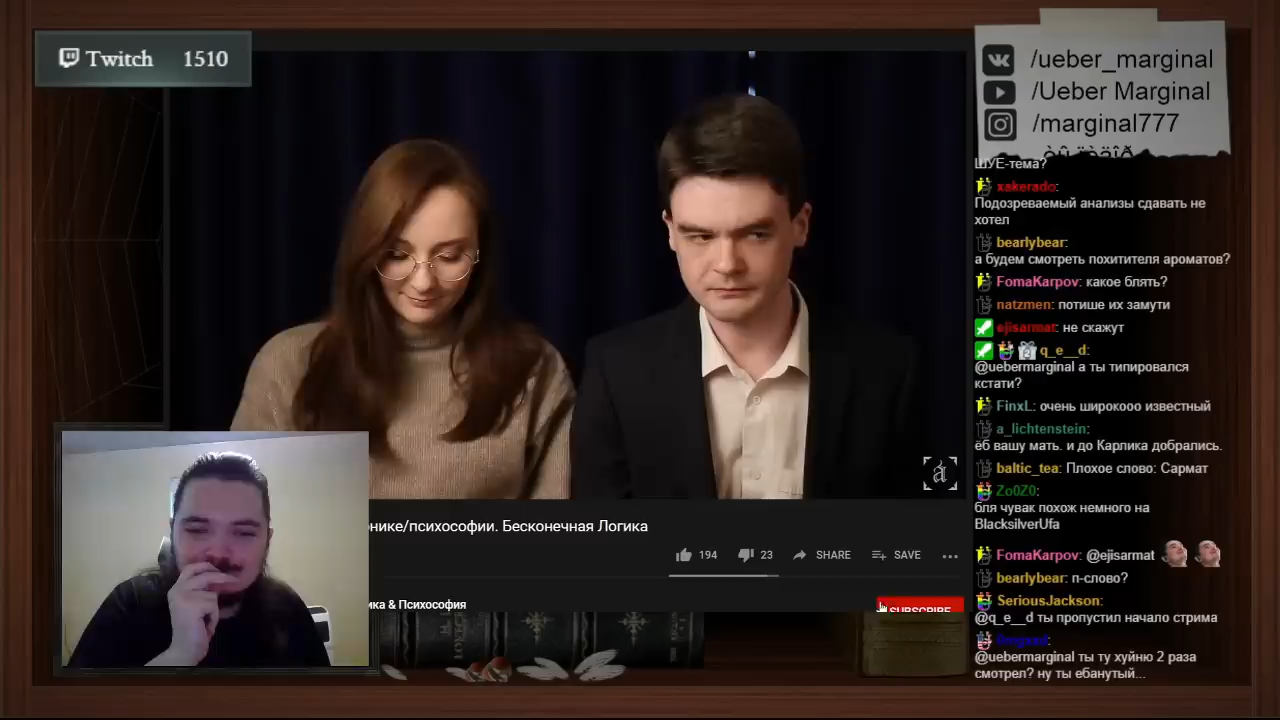 Twitch 1510
/ueber_marginal
/Ueber Marginal
/marginal777
ШУЕ-тема?
xakerado:
Подозреваемый анализы сдавать не
хотел
bearlybear:
а будем смотреть похитителя ароматов?
FomaKarpov: какое блять?
natzmen: потише их замути
ejisarmat: не скажут
q_e__d:
@uebermarginal а ты типировался
кстати?
FinxL: очень широкооо известный
a_lichtenstein:
ёб вашу мать. и до Карлика добрались.
baltic_tea: Плохое слово: Сармат
Zo0Z0:
бля чувак похож немного на
BlacksilverUfa
FomaKarpov: @ejisarmat
bearlybear: п-слово?
SeriousJackson:
@q_e__d ты пропустил начало стрима
@uebermarginal ты ту хуйню 2 раза
смотрел? ну ты ебанутый...
онике/психософии. Бесконечная Логика
194 23 SHARE SAVE
ика & Психософия
SUBSCRIBE